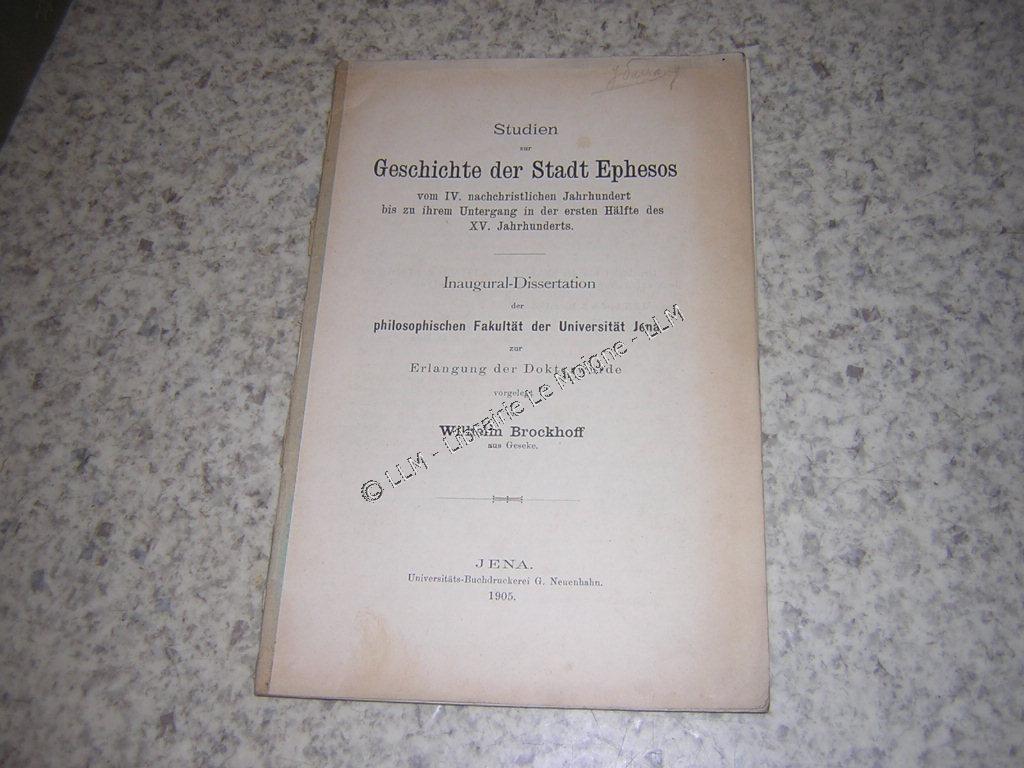 Studien
zur
Geschichte der Stadt Ephesos
vom IV. nachchristlichen Jahrhundert
bis zu ihrem Untergang in der ersten Hälfte des
XV. Jahrhunderts.
Inaugural-Dissertation
der
philosophischen Fakultät der Universität Jena
zur
Erlangung der Doktorwürde
vorgelegt
Wilhelm Brockhoff
aus Geseke.
© LLM - Librairie Le Moigne - LLM
JENA.
Universitäts-Buchdruckerei G. Neuenhahn.
1905.